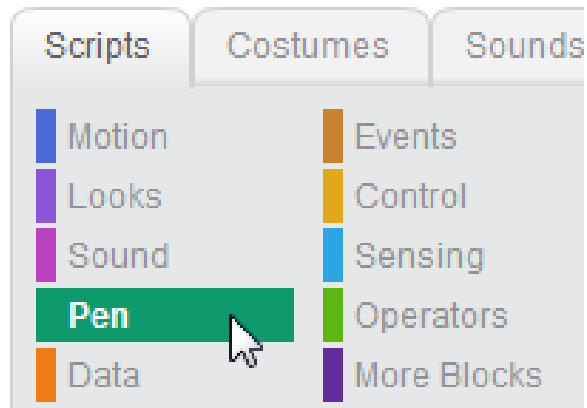 Scripts Costumes Sounds
Motion Events
Looks Control
Sound Sensing
Pen Operators
Data More Blocks